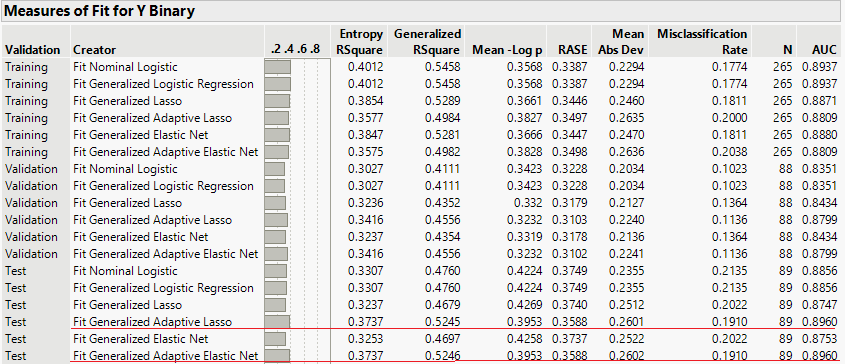 Measures of Fit for Y Binary
Entropy Generalized Mean Misclassification
Validation Creator .2 .4 .6 .8 RSquare RSquare Mean -Log p RASE Abs Dev Rate N AUC
Training Fit Nominal Logistic 0.4012 0.5458 0.3568 0.3387 0.2294 0.1774 265 0.8937
Training Fit Generalized Logistic Regression 0.4012 0.5458 0.3568 0.3387 0.2294 0.1774 265 0.8937
Training Fit Generalized Lasso 0.3854 0.5289 0.3661 0.3446 0.2460 0.1811 265 0.8871
Training Fit Generalized Adaptive Lasso 0.3577 0.4984 0.3827 0.3497 0.2635 0.2000 265 0.8809
Training Fit Generalized Elastic Net 0.3847 0.5281 0.3666 0.3447 0.2470 0.1811 265 0.8880
Training Fit Generalized Adaptive Elastic Net 0.3575 0.4982 0.3828 0.3498 0.2636 0.2038 265 0.8809
Validation Fit Nominal Logistic 0.3027 0.4111 0.3423 0.3228 0.2034 0.1023 88 0.8351
Validation Fit Generalized Logistic Regression 0.3027 0.4111 0.3423 0.3228 0.2034 0.1023 88 0.8351
Validation Fit Generalized Lasso 0.3236 0.4352 0.332 0.3179 0.2127 0.1364 88 0.8434
Validation Fit Generalized Adaptive Lasso 0.3416 0.4556 0.3232 0.3103 0.2240 0.1136 88 0.8799
Validation Fit Generalized Elastic Net 0.3237 0.4354 0.3319 0.3178 0.2136 0.1364 88 0.8434
Validation Fit Generalized Adaptive Elastic Net 0.3416 0.4556 0.3232 0.3102 0.2241 0.1136 88 0.8799
Test Fit Nominal Logistic 0.3307 0.4760 0.4224 0.3749 0.2355 0.2135 89 0.8856
Test Fit Generalized Logistic Regression 0.3307 0.4760 0.4224 0.3749 0.2355 0.2135 89 0.8856
Test Fit Generalized Lasso 0.3237 0.4679 0.4269 0.3740 0.2512 0.2022 89 0.8747
Test Fit Generalized Adaptive Lasso 0.3737 0.5245 0.3953 0.3588 0.2601 0.1910 89 0.8960
Test Fit Generalized Elastic Net 0.3253 0.4697 0.4258 0.3737 0.2522 0.2022 89 0.8753
Test Fit Generalized Adaptive Elastic Net 0.3737 0.5246 0.3953 0.3588 0.2602 0.1910 89 0.8960